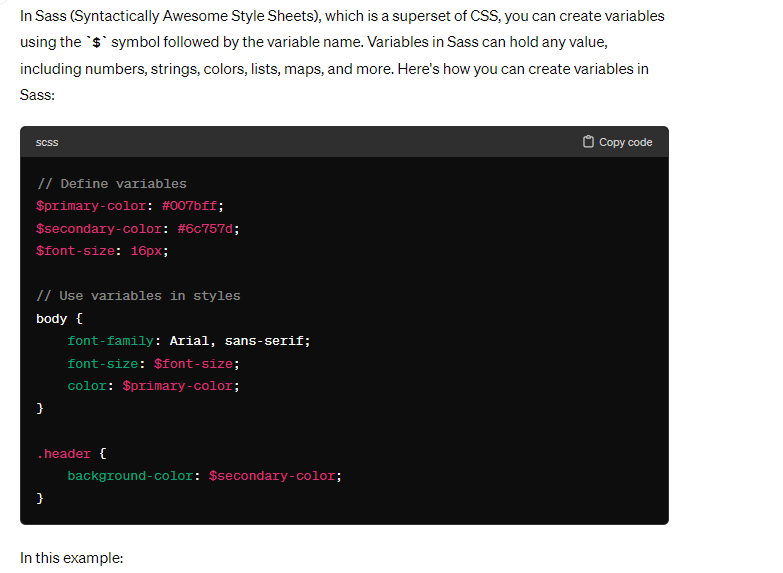 In Sass (Syntactically Awesome Style Sheets), which is a superset of CSS, you can create variables
using the `$` symbol followed by the variable name. Variables in Sass can hold any value,
including numbers, strings, colors, lists, maps, and more. Here's how you can create variables in
Sass:
scss Copy code
// Define variables
$primary-color: #007bff;
$secondary-color: #6c757d;
$font-size: 16px;
// Use variables in styles
body {
    font-family: Arial, sans-serif;
    font-size: $font-size;
    color: $primary-color;
}
.header {
    background-color: $secondary-color;
}
In this example: